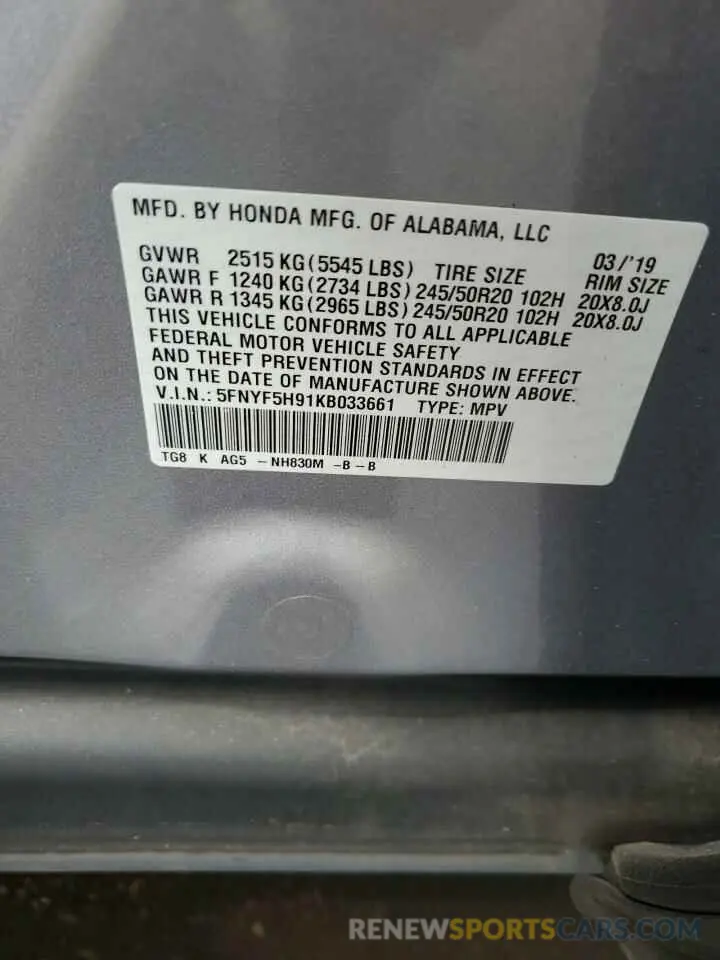 MFD. BY HONDA MFG. OF ALABAMA, LLC
03/'19
GVWR 2515 KG (5545 LBS) TIRE SIZE RIM SIZE
GAWR F 1240 KG (2734 LBS) 245/50R20 102H 20X8.0J
GAWR R 1345 KG (2965 LBS) 245/50R20 102H 20X8.0J
THIS VEHICLE CONFORMS TO ALL APPLICABLE
FEDERAL MOTOR VEHICLE SAFETY
AND THEFT PREVENTION STANDARDS IN EFFECT
ON THE DATE OF MANUFACTURE SHOWN ABOVE.
V.I.N.: 5FNYF5H91KB033661 TYPE: MPV
TG8 K AG5 -NH830M -B-B
RENEWSPORTSCARS.COM